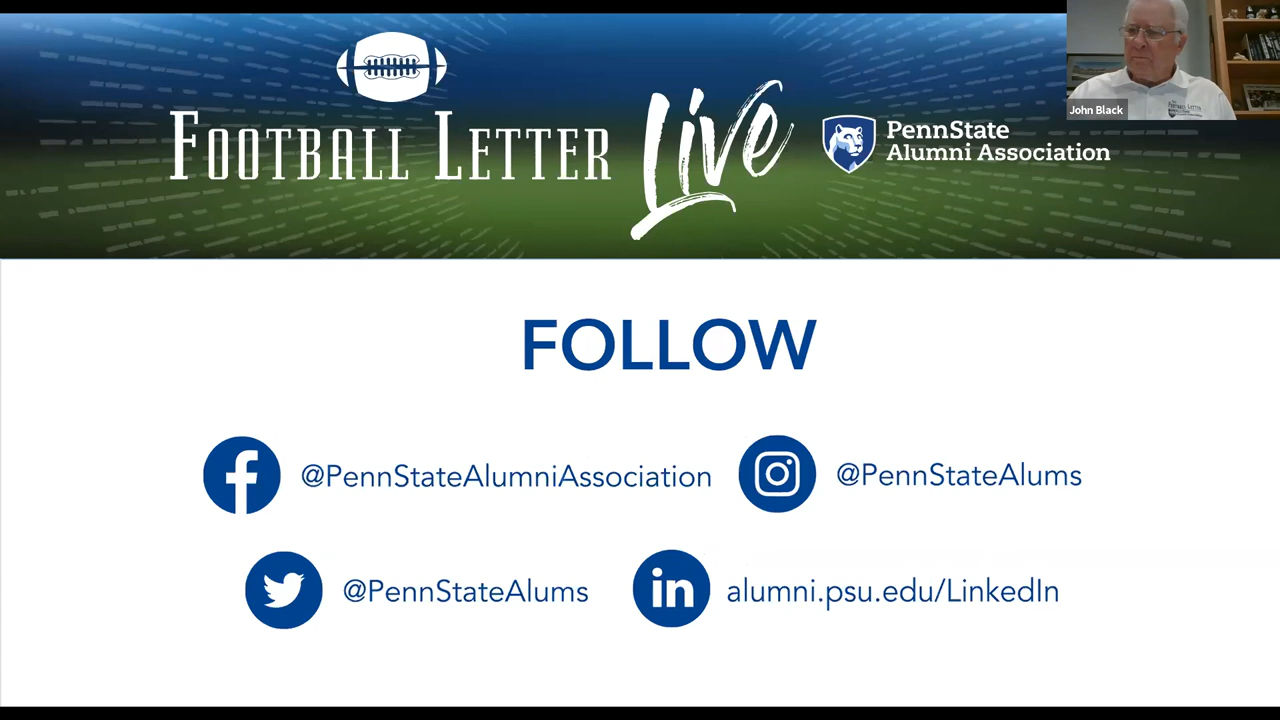 FOOTBALL LETTER Live
PennState
Alumni Association
John Black
FOLLOW
@PennStateAlumniAssociation
@PennStateAlums
@PennStateAlums
alumni.psu.edu/LinkedIn